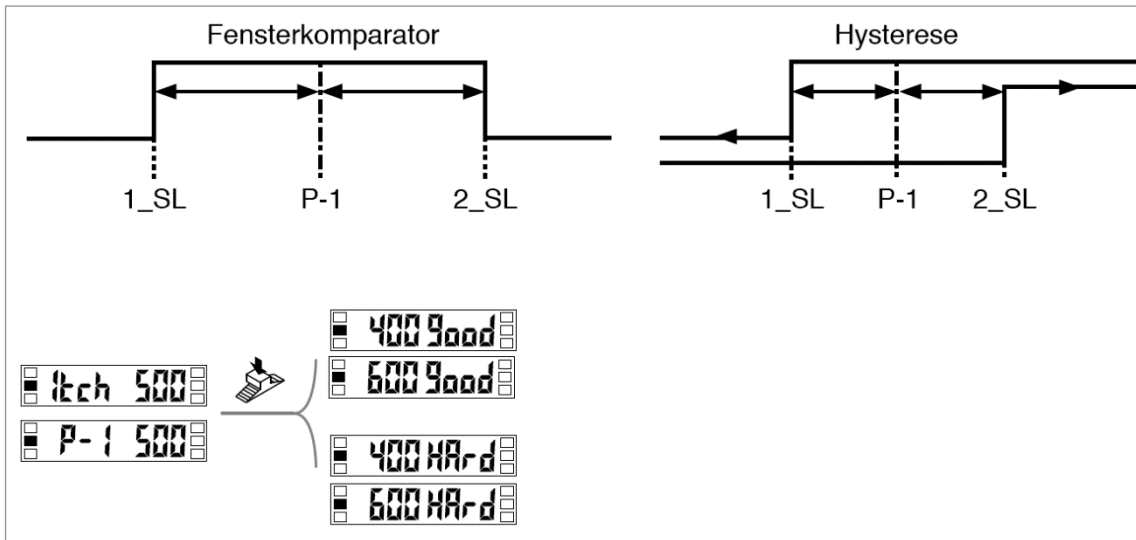 Fensterkomparator
Hysterese
1_SL P-1 2_SL
1_SL P-1 2_SL
400 good
600 good
1tch 500
P-1 500
400 HArd
600 HArd